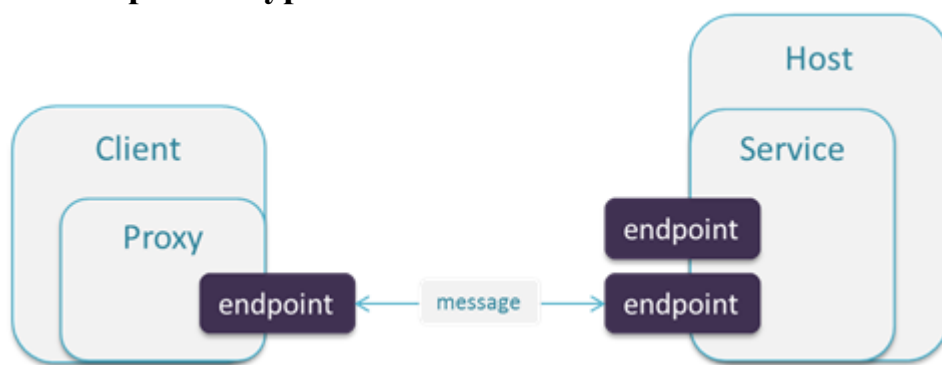 Host
Client
Service
Proxy
endpoint
endpoint
message
endpoint